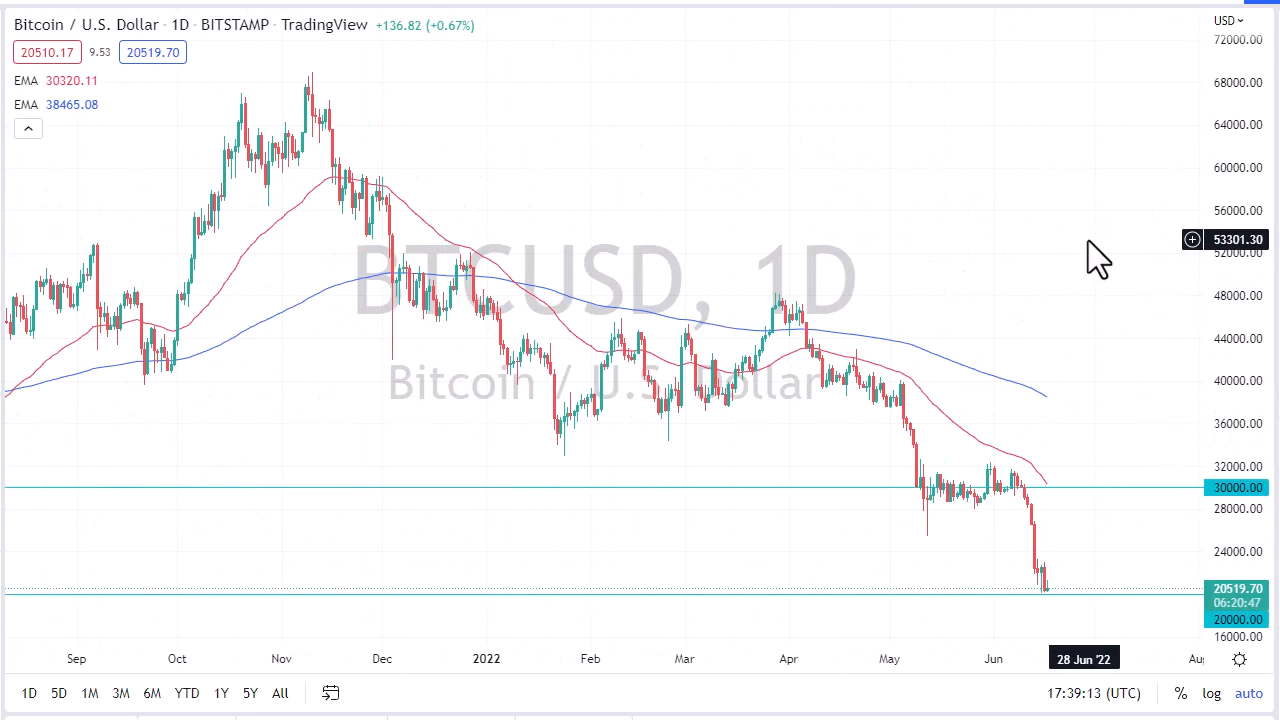 Bitcoin / U.S. Dollar · 1D · BITSTAMP · TradingView +136.82 (+0.67%)
USD
20510.17 9.53 20519.70
EMA 30320.11
EMA 38465.08
72000.00
68000.00
64000.00
60000.00
56000.00
53301.30
52000.00
48000.00
44000.00
40000.00
36000.00
32000.00
30000.00
28000.00
24000.00
20519.70
06:20:47
20000.00
16000.00
BTCUSD, 1D
Bitcoin / U.S. Dollar
Sep Oct Nov Dec 2022 Feb Mar Apr May Jun 28 Jun '22 Au
1D 5D 1M 3M 6M YTD 1Y 5Y All 17:39:13 (UTC) % log auto